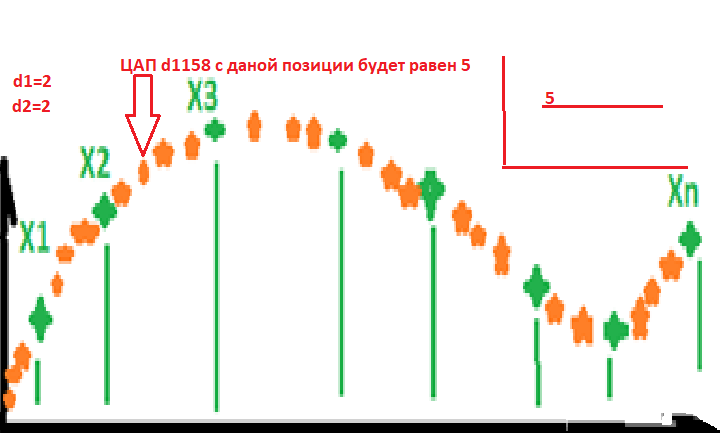 ЦАП d1158 с даной позиции будет равен 5
d1=2
d2=2
X3
5
X2
Xn
X1